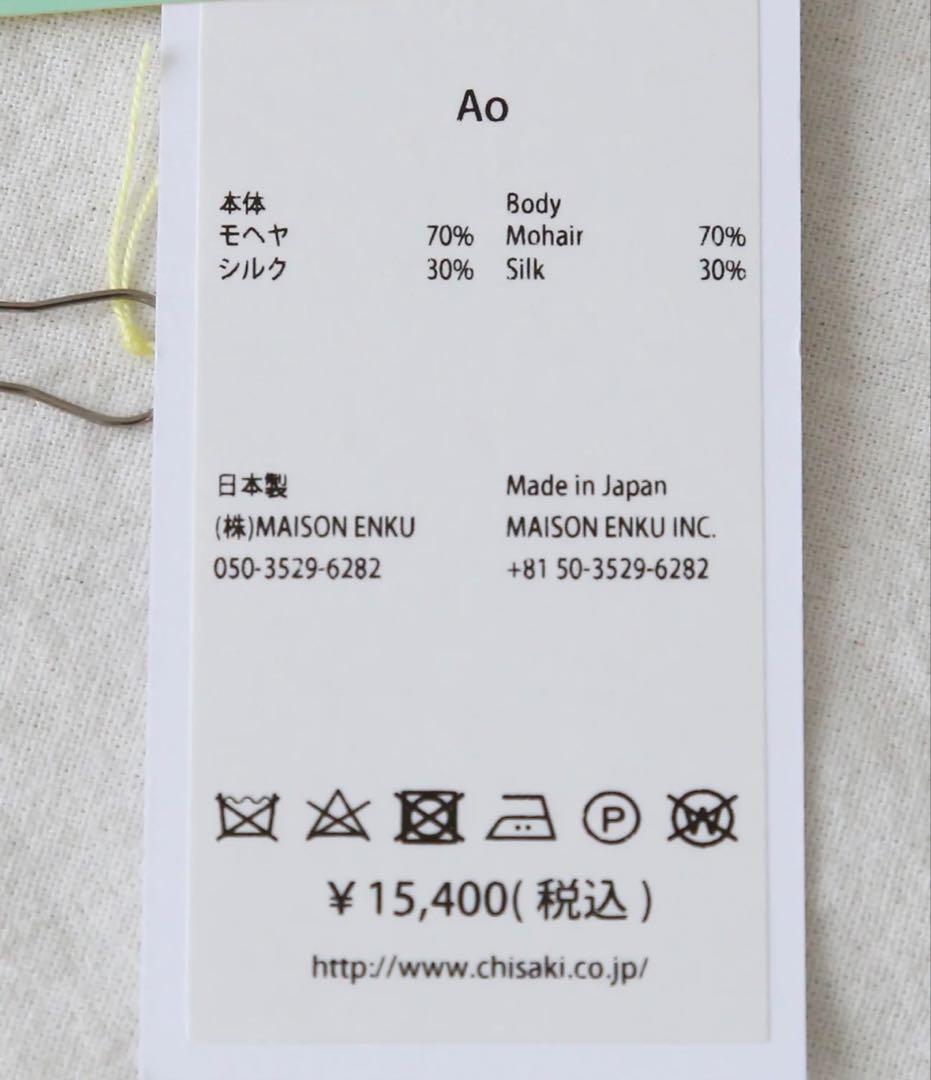 Ao
本体 Body
モヘヤ 70% Mohair 70%
シルク 30% Silk 30%
日本製 Made in Japan
(株)MAISON ENKU MAISON ENKU INC.
050-3529-6282 +81 50-3529-6282
P W
¥15,400(税込)
http://www.chisaki.co.jp/